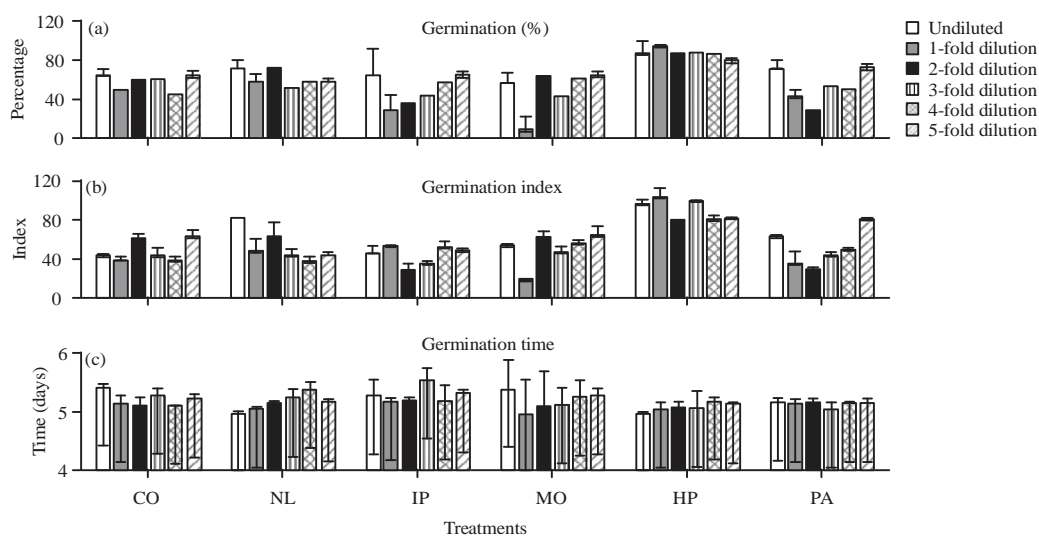 (a)
Germination (%)
Percentage
120
80
40
0
Undiluted
1-fold dilution
2-fold dilution
3-fold dilution
4-fold dilution
5-fold dilution
(b)
Germination index
Index
120
80
40
0
(c)
Germination time
Time (days)
6
5
4
CO NL IP MO HP PA
Treatments